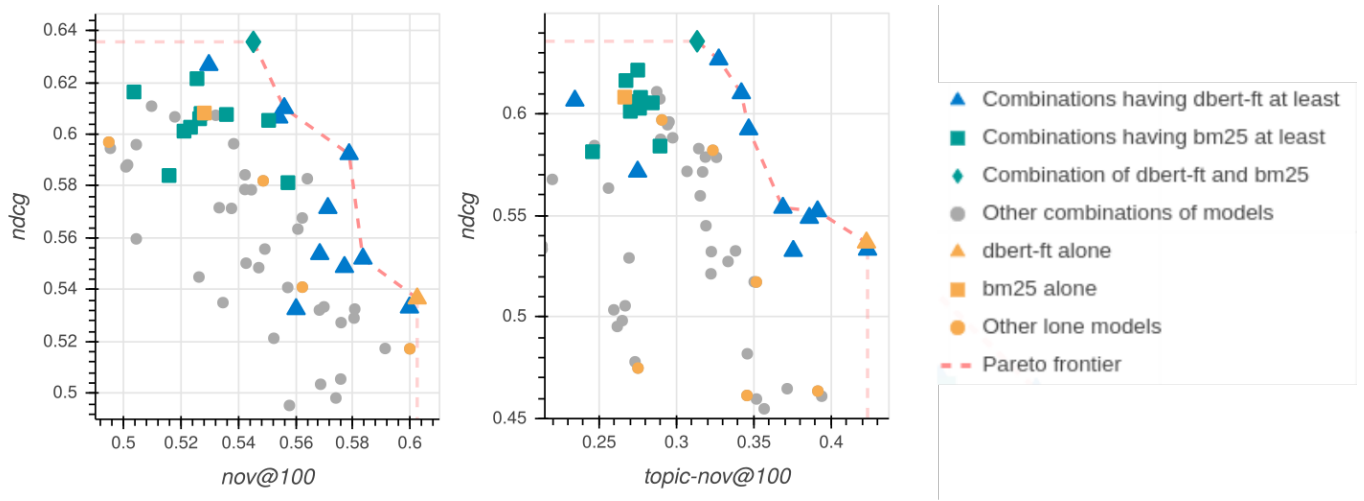 0.64
0.62
0.6
0.58
0.56
0.54
0.52
0.5
ndcg
0.5
0.52
0.54
0.56
0.58
0.6
nov@100
0.6
0.55
0.5
0.45
ndcg
0.25
0.3
0.35
0.4
topic-nov@100
Combinations having dbert-ft at least
Combinations having bm25 at least
Combination of dbert-ft and bm25
Other combinations of models
dbert-ft alone
bm25 alone
Other lone models
Pareto frontier